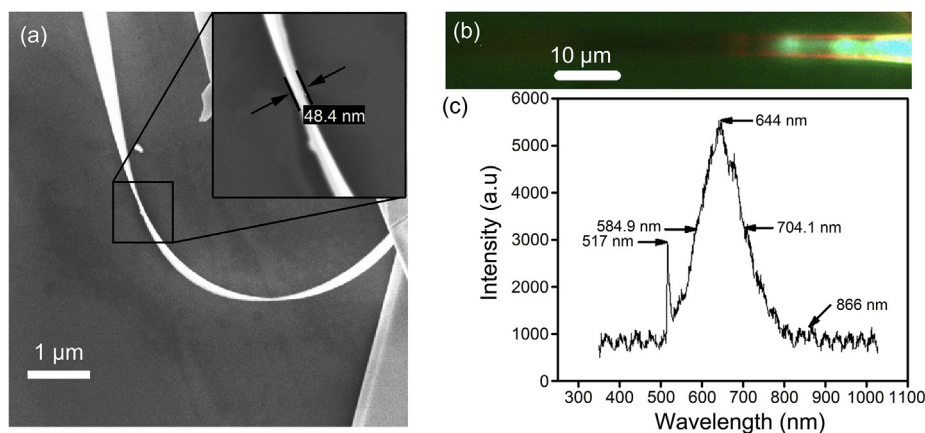 (a)
48.4 nm
1 µm
(b)
10 µm
(c)
6000
5000
4000
3000
2000
1000
0
Intensity (a.u)
644 nm
584.9 nm
704.1 nm
517 nm
866 nm
300 400 500 600 700 800 900 1000 1100
Wavelength (nm)